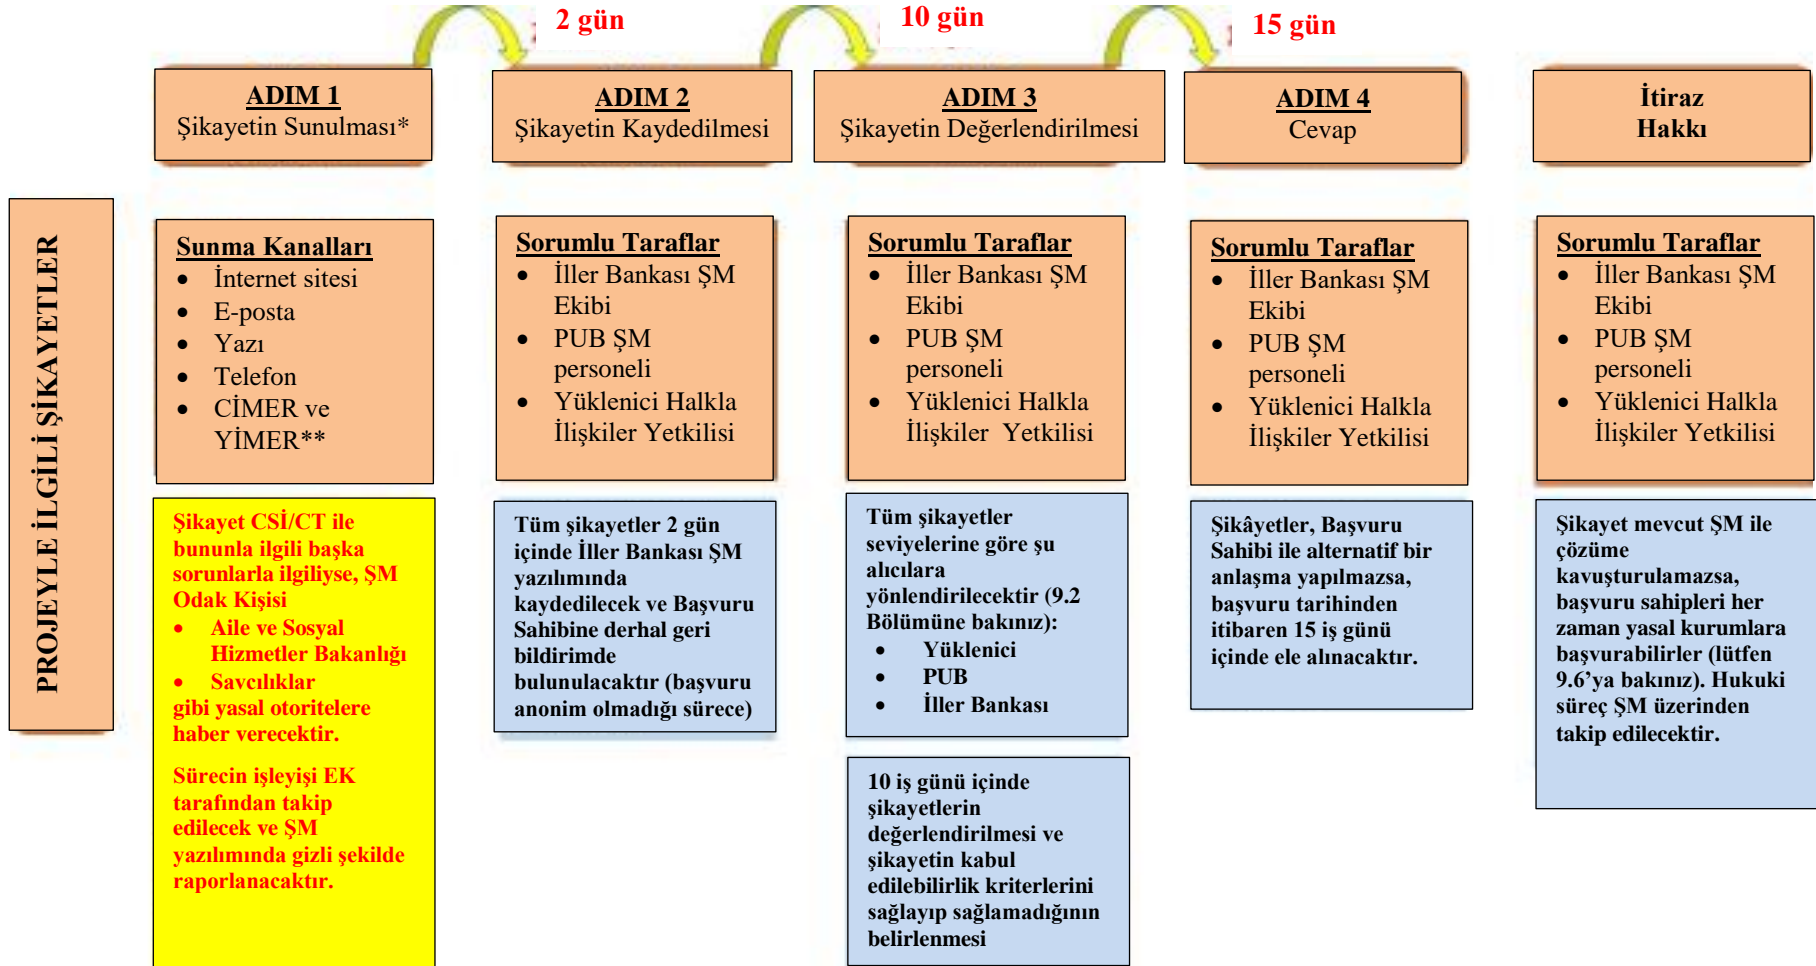 2 gün
10 gün
15 gün
ADIM 1
Şikayetin Sunulması*
ADIM 2
Şikayetin Kaydedilmesi
ADIM 3
Şikayetin Değerlendirilmesi
ADIM 4
Cevap
İtiraz
Hakkı
PROJEYLE İLGİLİ ŞİKAYETLER
Sunma Kanalları
• İnternet sitesi
• E-posta
• Yazı
• Telefon
• CİMER ve
YİMER**
Sorumlu Taraflar
• İller Bankası ŞM
Ekibi
• PUB ŞM
personeli
• Yüklenici Halkla
İlişkiler Yetkilisi
Sorumlu Taraflar
• İller Bankası ŞM
Ekibi
• PUB ŞM
personeli
• Yüklenici Halkla
İlişkiler Yetkilisi
Sorumlu Taraflar
• İller Bankası ŞM
Ekibi
• PUB ŞM
personeli
• Yüklenici Halkla
İlişkiler Yetkilisi
Sorumlu Taraflar
• İller Bankası ŞM
Ekibi
• PUB ŞM
personeli
• Yüklenici Halkla
İlişkiler Yetkilisi
Şikayet CSİ/CT ile
bununla ilgili başka
sorunlarla ilgiliyse, ŞM
Odak Kişisi
• Aile ve Sosyal
Hizmetler Bakanlığı
• Savcılıklar
gibi yasal otoritelere
haber verecektir.
Sürecin işleyişi EK
tarafından takip
edilecek ve ŞM
yazılımında gizli şekilde
raporlanacaktır.
Tüm şikayetler 2 gün
içinde İller Bankası ŞM
yazılımında
kaydedilecek ve Başvuru
Sahibine derhal geri
bildirimde
bulunulacaktır (başvuru
anonim olmadığı sürece)
Tüm şikayetler
seviyelerine göre şu
alıcılara
yönlendirilecektir (9.2
Bölümüne bakınız):
• Yüklenici
• PUB
• İller Bankası
10 iş günü içinde
şikayetlerin
değerlendirilmesi ve
şikayetin kabul
edilebilirlik kriterlerini
sağlayıp sağlamadığının
belirlenmesi
Şikâyetler, Başvuru
Sahibi ile alternatif bir
anlaşma yapılmazsa,
başvuru tarihinden
itibaren 15 iş günü
içinde ele alınacaktır.
Şikayet mevcut ŞM ile
çözüme
kavuşturulamazsa,
başvuru sahipleri her
zaman yasal kurumlara
başvurabilirler (lütfen
9.6’ya bakınız). Hukuki
süreç ŞM üzerinden
takip edilecektir.